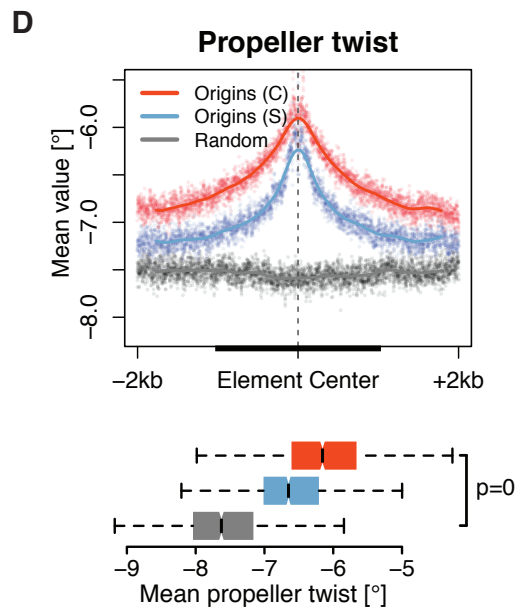 D
Propeller twist
Origins (C)
Origins (S)
Random
Mean value [°]
-6.0
-7.0
-8.0
-2kb
Element Center
+2kb
p=0
-9
-8
-7
-6
-5
Mean propeller twist [°]